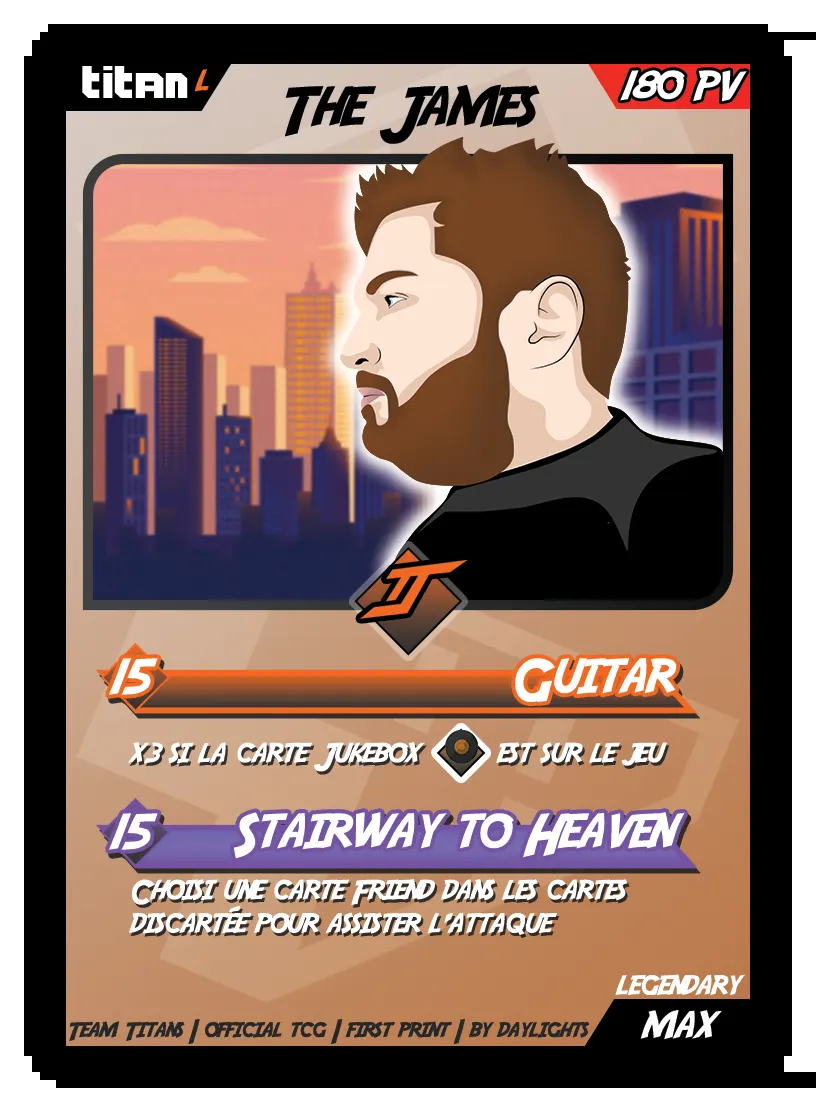 titan L
180 PV
The James
TJ
15 Guitar
X3 si la carte Jukebox est sur le jeu
15 Stairway to Heaven
Choisi une carte Friend dans les cartes
discartée pour assister l'attaque
Legendary
Max
Team Titans | Official TCG | First Print | By Daylights